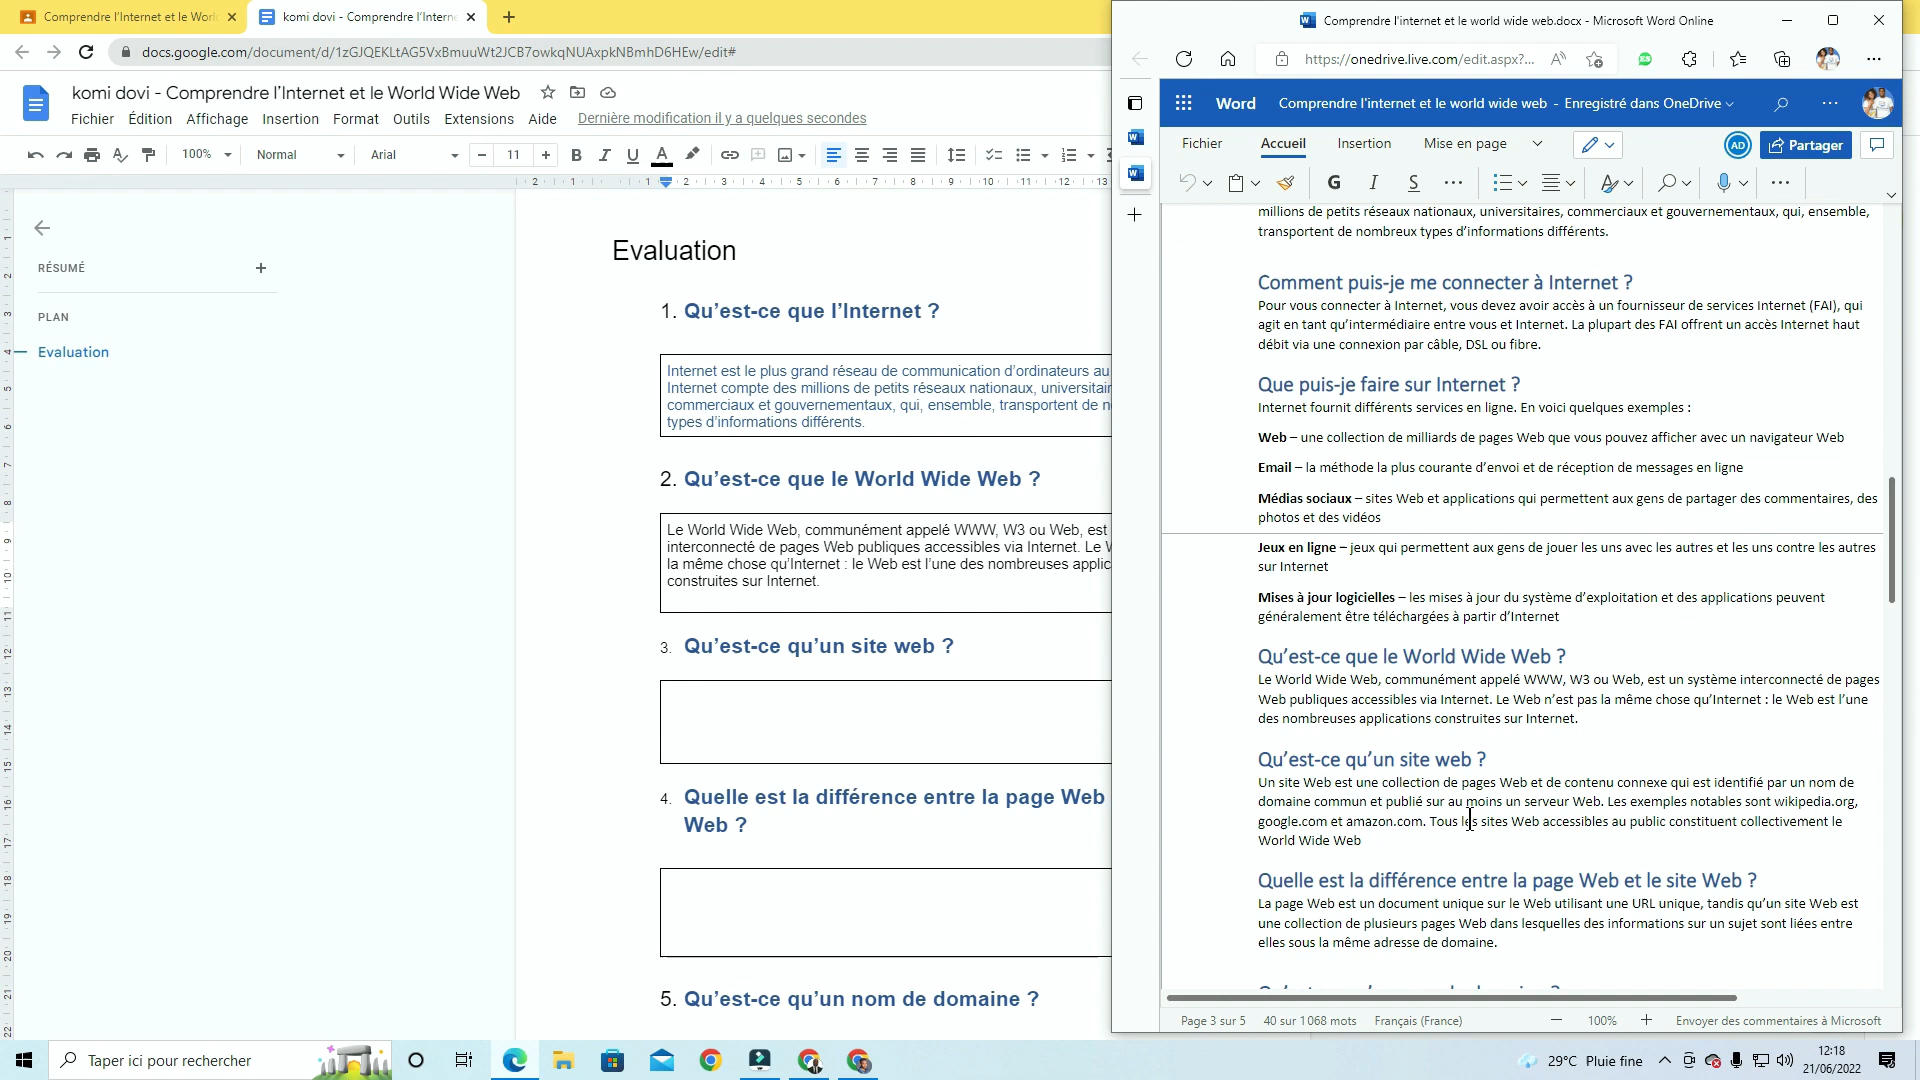 Comprendre l'Internet et le Worl
komi dovi - Comprendre l'Interne
docs.google.com/document/d/1zGJQEKLtAG5VxBmuuWt2JCB7owkqNUAxpkNBmhD6HEw/edit#
komi dovi - Comprendre l'Internet et le World Wide Web
Fichier Édition Affichage Insertion Format Outils Extensions Aide Dernière modification il y a quelques secondes
100% Normal Arial 11
2 1 1 2 3 4 5 6 7 8 9 10 11 12 13
RÉSUMÉ
PLAN
Evaluation
Evaluation
1. Qu'est-ce que l'Internet ?
Internet est le plus grand réseau de communication d'ordinateurs au
Internet compte des millions de petits réseaux nationaux, universitair
commerciaux et gouvernementaux, qui, ensemble, transportent de n
types d'informations différents.
2. Qu'est-ce que le World Wide Web ?
Le World Wide Web, communément appelé WWW, W3 ou Web, est
interconnecté de pages Web publiques accessibles via Internet. Le W
la même chose qu'Internet : le Web est l'une des nombreuses applic
construites sur Internet.
3. Qu'est-ce qu'un site web ?
4. Quelle est la différence entre la page Web
Web ?
5. Qu'est-ce qu'un nom de domaine ?
Comprendre l'internet et le world wide web.docx - Microsoft Word Online
https://onedrive.live.com/edit.aspx?...
Word Comprendre l'internet et le world wide web - Enregistré dans OneDrive
Fichier Accueil Insertion Mise en page AD Partager
G I S
millions de petits réseaux nationaux, universitaires, commerciaux et gouvernementaux, qui, ensemble,
transportent de nombreux types d'informations différents.
Comment puis-je me connecter à Internet ?
Pour vous connecter à Internet, vous devez avoir accès à un fournisseur de services Internet (FAI), qui
agit en tant qu'intermédiaire entre vous et Internet. La plupart des FAI offrent un accès Internet haut
débit via une connexion par câble, DSL ou fibre.
Que puis-je faire sur Internet ?
Internet fournit différents services en ligne. En voici quelques exemples :
Web – une collection de milliards de pages Web que vous pouvez afficher avec un navigateur Web
Email – la méthode la plus courante d'envoi et de réception de messages en ligne
Médias sociaux – sites Web et applications qui permettent aux gens de partager des commentaires, des
photos et des vidéos
Jeux en ligne – jeux qui permettent aux gens de jouer les uns avec les autres et les uns contre les autres
sur Internet
Mises à jour logicielles – les mises à jour du système d'exploitation et des applications peuvent
généralement être téléchargées à partir d'Internet
Qu'est-ce que le World Wide Web ?
Le World Wide Web, communément appelé WWW, W3 ou Web, est un système interconnecté de pages
Web publiques accessibles via Internet. Le Web n'est pas la même chose qu'Internet : le Web est l'une
des nombreuses applications construites sur Internet.
Qu'est-ce qu'un site web ?
Un site Web est une collection de pages Web et de contenu connexe qui est identifié par un nom de
domaine commun et publié sur au moins un serveur Web. Les exemples notables sont wikipedia.org,
google.com et amazon.com. Tous les sites Web accessibles au public constituent collectivement le
World Wide Web
Quelle est la différence entre la page Web et le site Web ?
La page Web est un document unique sur le Web utilisant une URL unique, tandis qu'un site Web est
une collection de plusieurs pages Web dans lesquelles des informations sur un sujet sont liées entre
elles sous la même adresse de domaine.
Page 3 sur 5 40 sur 1 068 mots Français (France) 100% Envoyer des commentaires à Microsoft
Taper ici pour rechercher
29°C Pluie fine
12:18
21/06/2022